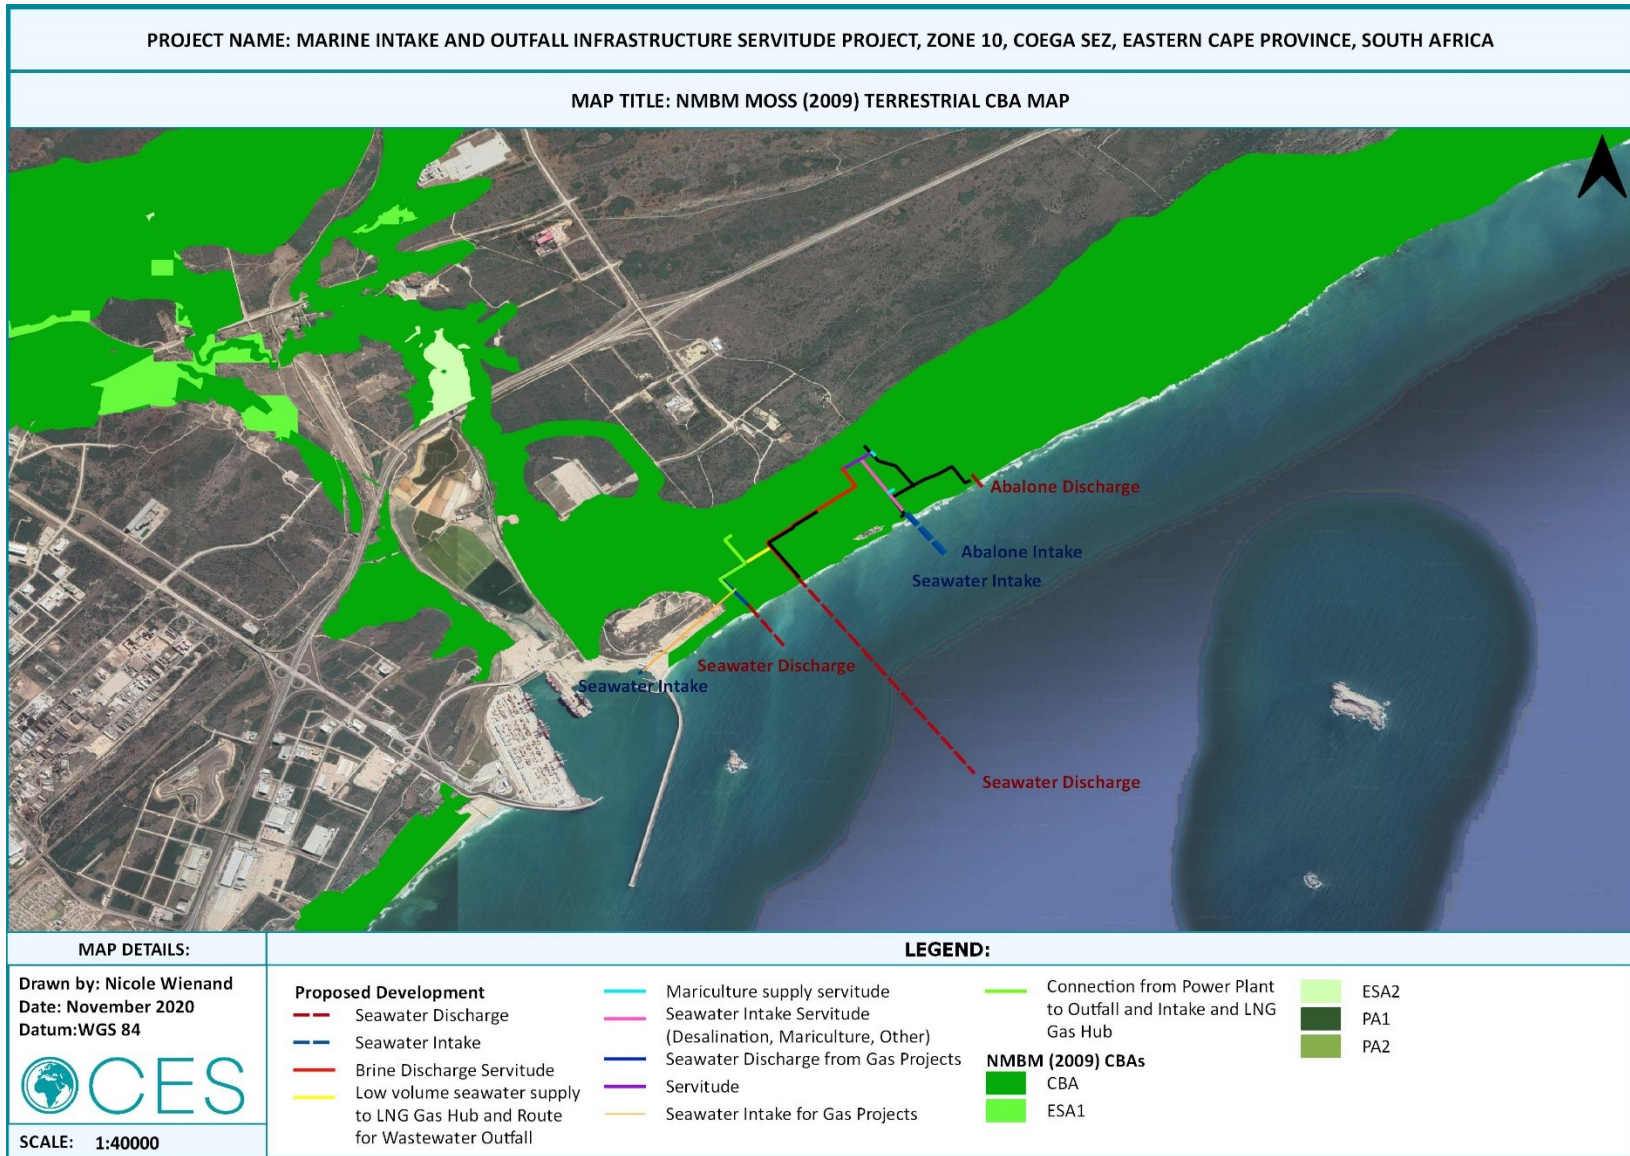 PROJECT NAME: MARINE INTAKE AND OUTFALL INFRASTRUCTURE SERVITUDE PROJECT, ZONE 10, COEGA SEZ, EASTERN CAPE PROVINCE, SOUTH AFRICA
MAP TITLE: NMBM MOSS (2009) TERRESTRIAL CBA MAP
Abalone Discharge
Abalone Intake
Seawater Intake
Seawater Discharge
Seawater Intake
Seawater Discharge
MAP DETAILS:
Drawn by: Nicole Wienand
Date: November 2020
Datum:WGS 84
CES
SCALE: 1:40000
LEGEND:
Proposed Development
Seawater Discharge
Seawater Intake
Brine Discharge Servitude
Low volume seawater supply
to LNG Gas Hub and Route
for Wastewater Outfall
Mariculture supply servitude
Seawater Intake Servitude
(Desalination, Mariculture, Other)
Seawater Discharge from Gas Projects
Servitude
Seawater Intake for Gas Projects
Connection from Power Plant
to Outfall and Intake and LNG
Gas Hub
NMBM (2009) CBAs
CBA
ESA1
ESA2
PA1
PA2